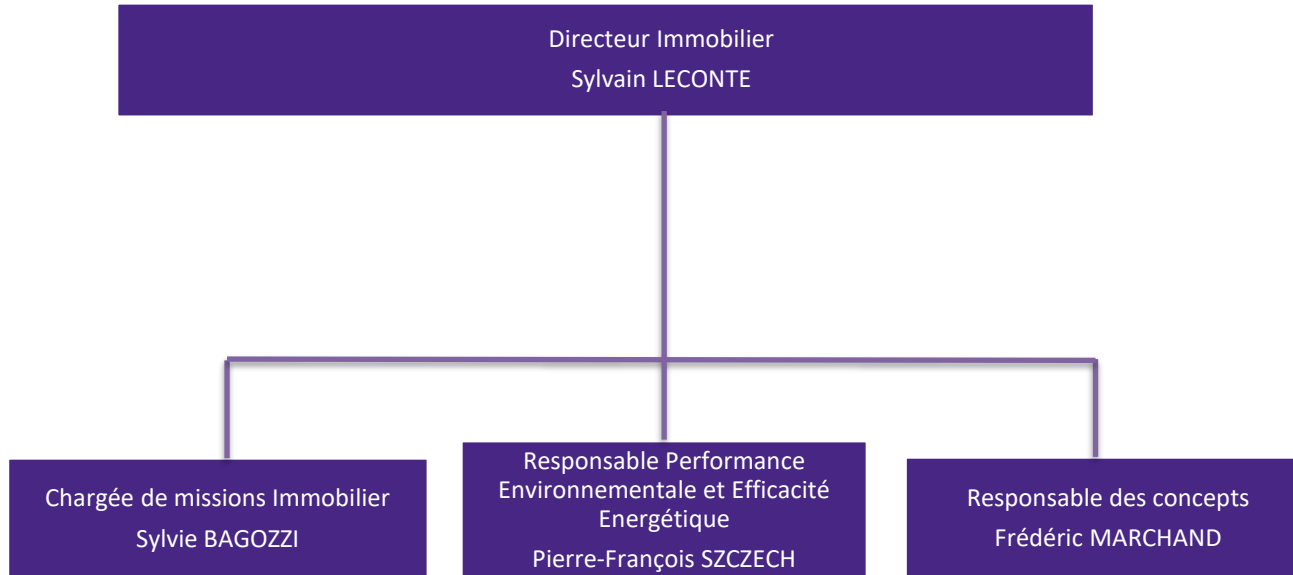 Directeur Immobilier
Sylvain LECONTE
Chargée de missions Immobilier
Sylvie BAGOZZI
Responsable Performance
Environnementale et Efficacité
Energétique
Pierre-François SZCZECH
Responsable des concepts
Frédéric MARCHAND